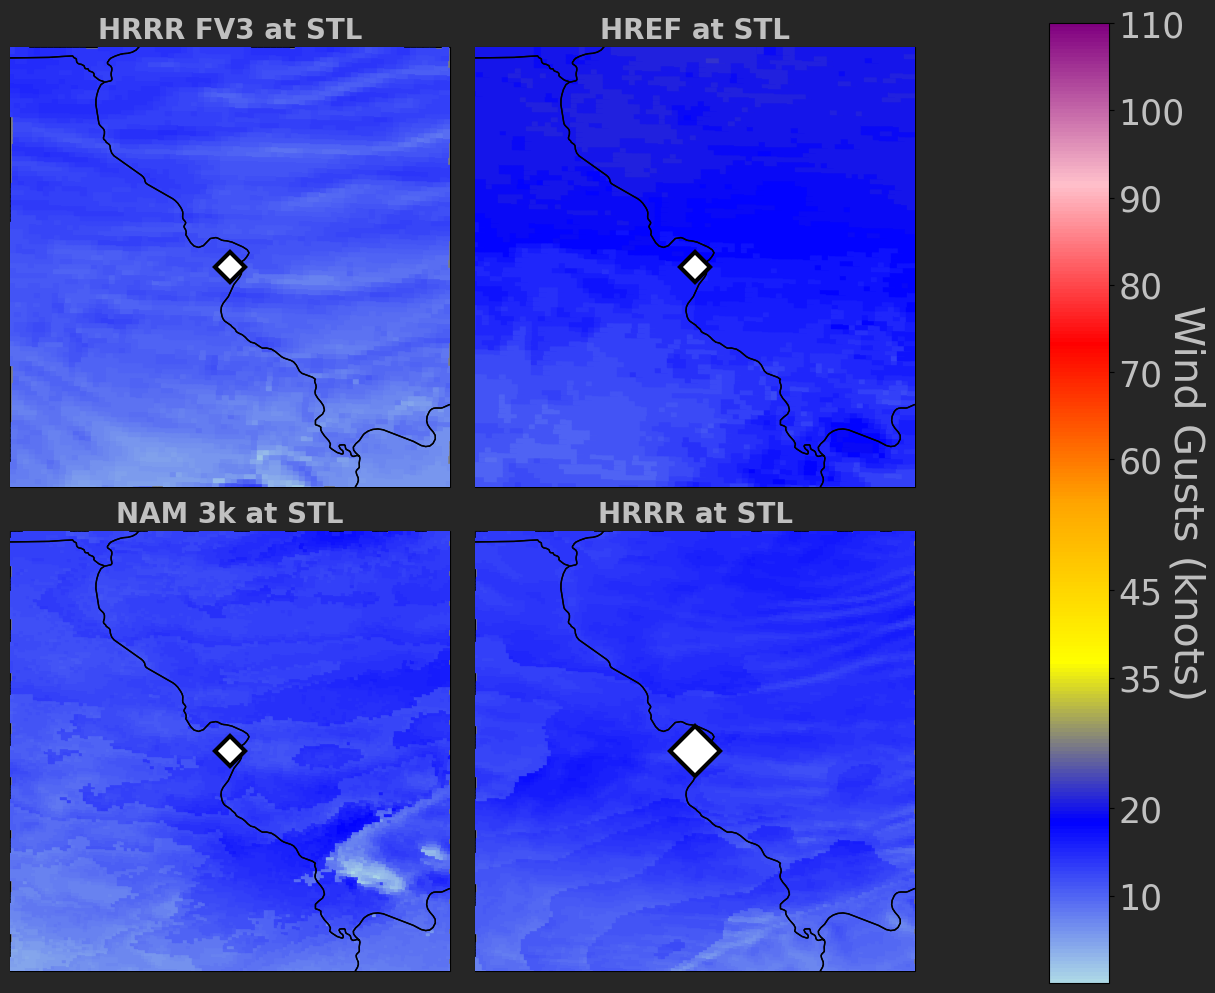 HRRR FV3 at STL
HREF at STL
NAM 3k at STL
HRRR at STL
110
100
90
80
70
60
45
35
20
10
Wind Gusts (knots)